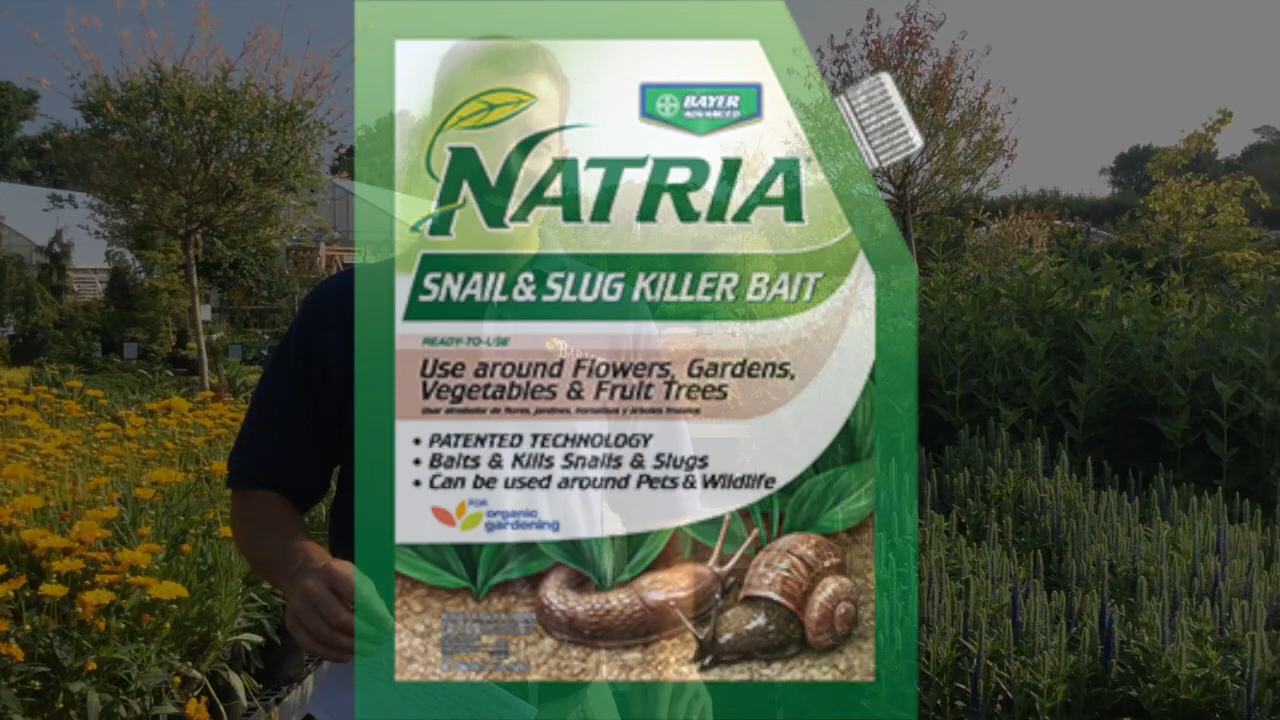 BAYER
ADVANCED
NATRIA
SNAIL & SLUG KILLER BAIT
READY-TO-USE
Use around Flowers, Gardens,
Vegetables & Fruit Trees
• PATENTED TECHNOLOGY
• Baits & Kills Snails & Slugs
• Can be used around Pets & Wildlife
FOR
organic
gardening